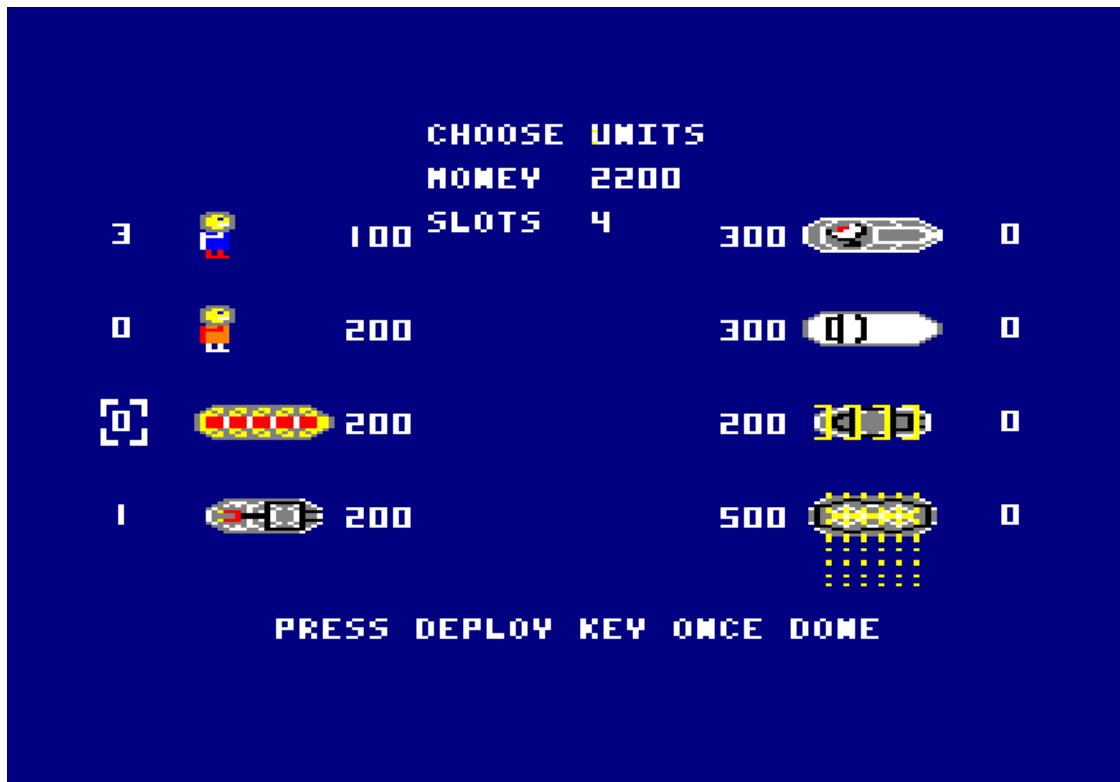 CHOOSE UNITS
MONEY 2200
SLOTS 4
3 100 300 0
0 200 300 0
0 200 200 0
1 200 500 0
PRESS DEPLOY KEY ONCE DONE